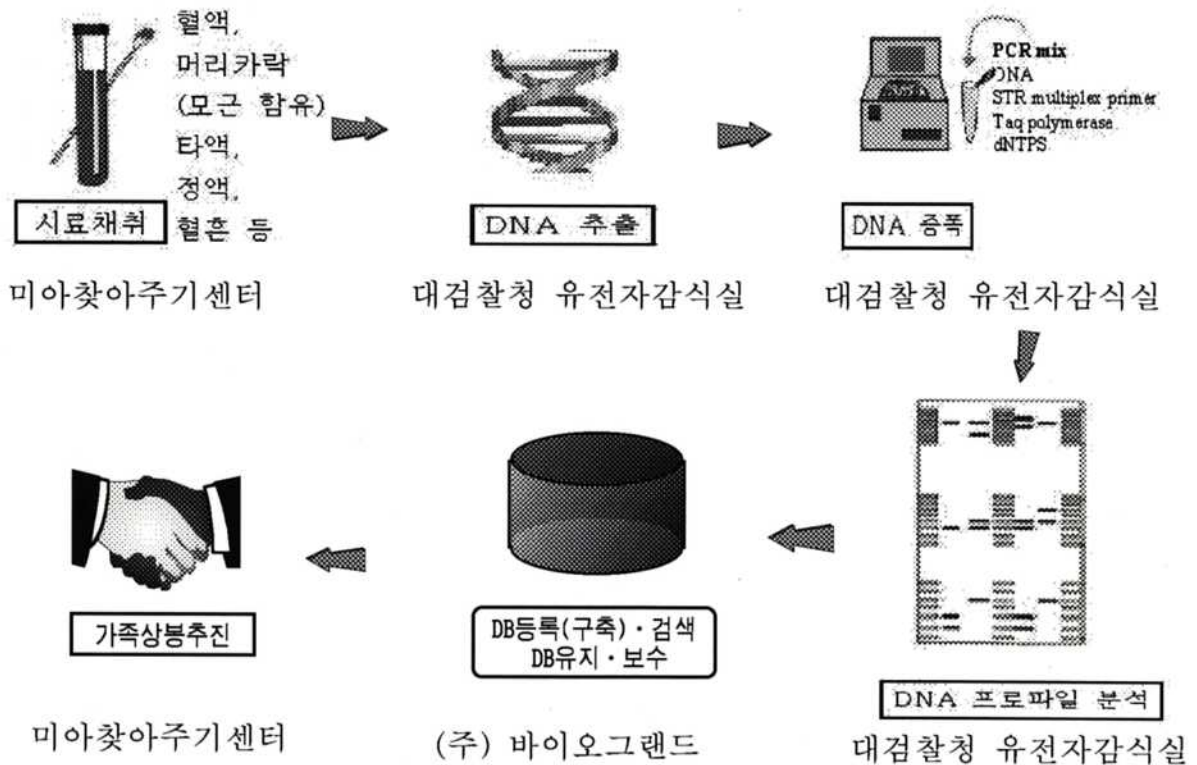 혈액,
머리카락
(모근 함유)
타액,
정액,
혈흔 등
시료채취
미아찾아주기센터
DNA 추출
대검찰청 유전자감식실
PCR mix
DNA
STR multiplex primer
Taq polymerase
dNTPS
DNA 증폭
대검찰청 유전자감식실
DNA 프로파일 분석
대검찰청 유전자감식실
DB등록(구축)·검색
DB유지·보수
(주) 바이오그랜드
가족상봉추진
미아찾아주기센터